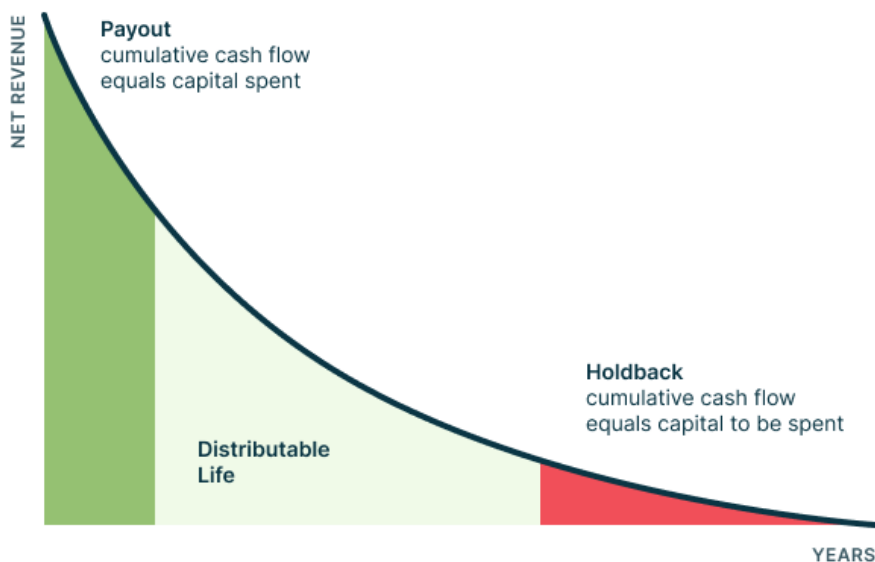 NET REVENUE
Payout
cumulative cash flow
equals capital spent
Holdback
cumulative cash flow
equals capital to be spent
Distributable
Life
YEARS